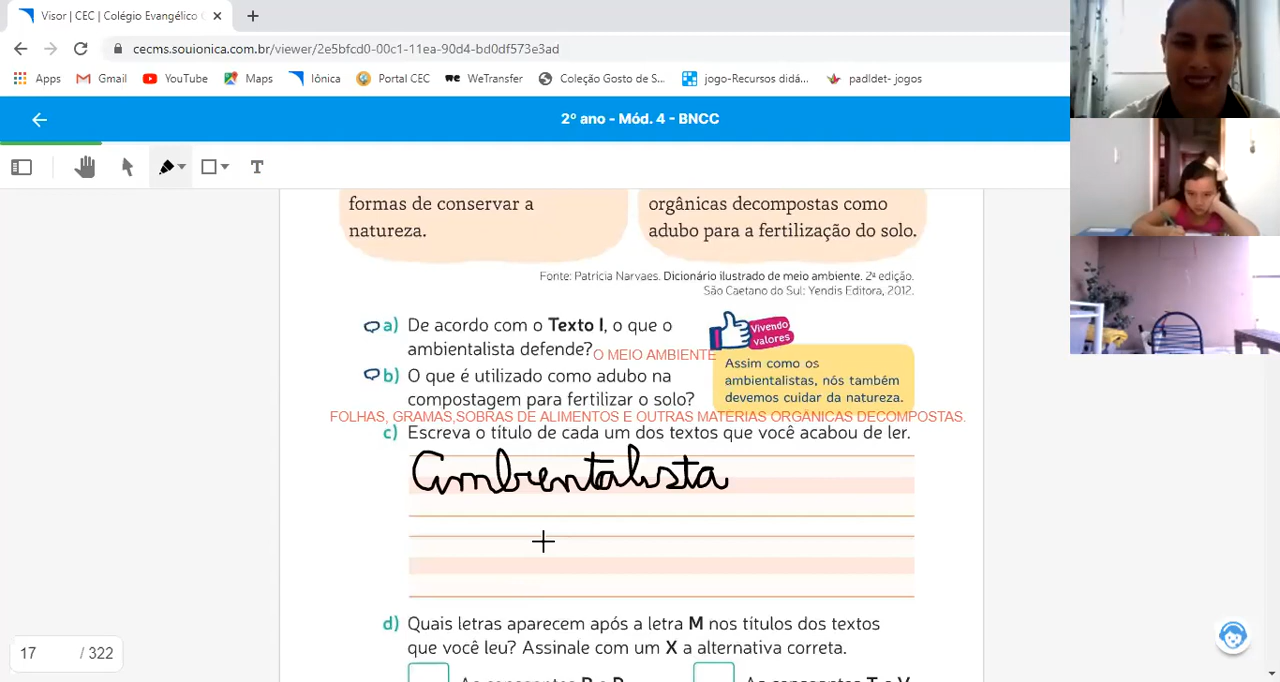 Visor | CEC | Colégio Evangélico
cecms.souionica.com.br/viewer/2e5bfcd0-00c1-11ea-90d4-bd0df573e3ad
Apps Gmail YouTube Maps Iônica Portal CEC WeTransfer Coleção Gosto de S... jogo-Recursos didá... padldet- jogos
2º ano - Mód. 4 - BNCC
T
formas de conservar a
natureza.
orgânicas decompostas como
adubo para a fertilização do solo.
Fonte: Patrícia Narvaes. Dicionário ilustrado de meio ambiente. 2ª edição.
São Caetano do Sul: Yendis Editora, 2012.
a) De acordo com o Texto I, o que o
ambientalista defende? O MEIO AMBIENTE
b) O que é utilizado como adubo na
compostagem para fertilizar o solo?
Vivendo
valores
Assim como os
ambientalistas, nós também
devemos cuidar da natureza.
FOLHAS, GRAMAS,SOBRAS DE ALIMENTOS E OUTRAS MATÉRIAS ORGÂNICAS DECOMPOSTAS.
c) Escreva o título de cada um dos textos que você acabou de ler.
Ambientalista
d) Quais letras aparecem após a letra M nos títulos dos textos
que você leu? Assinale com um X a alternativa correta.
As consoantes
As consoantes
17 / 322